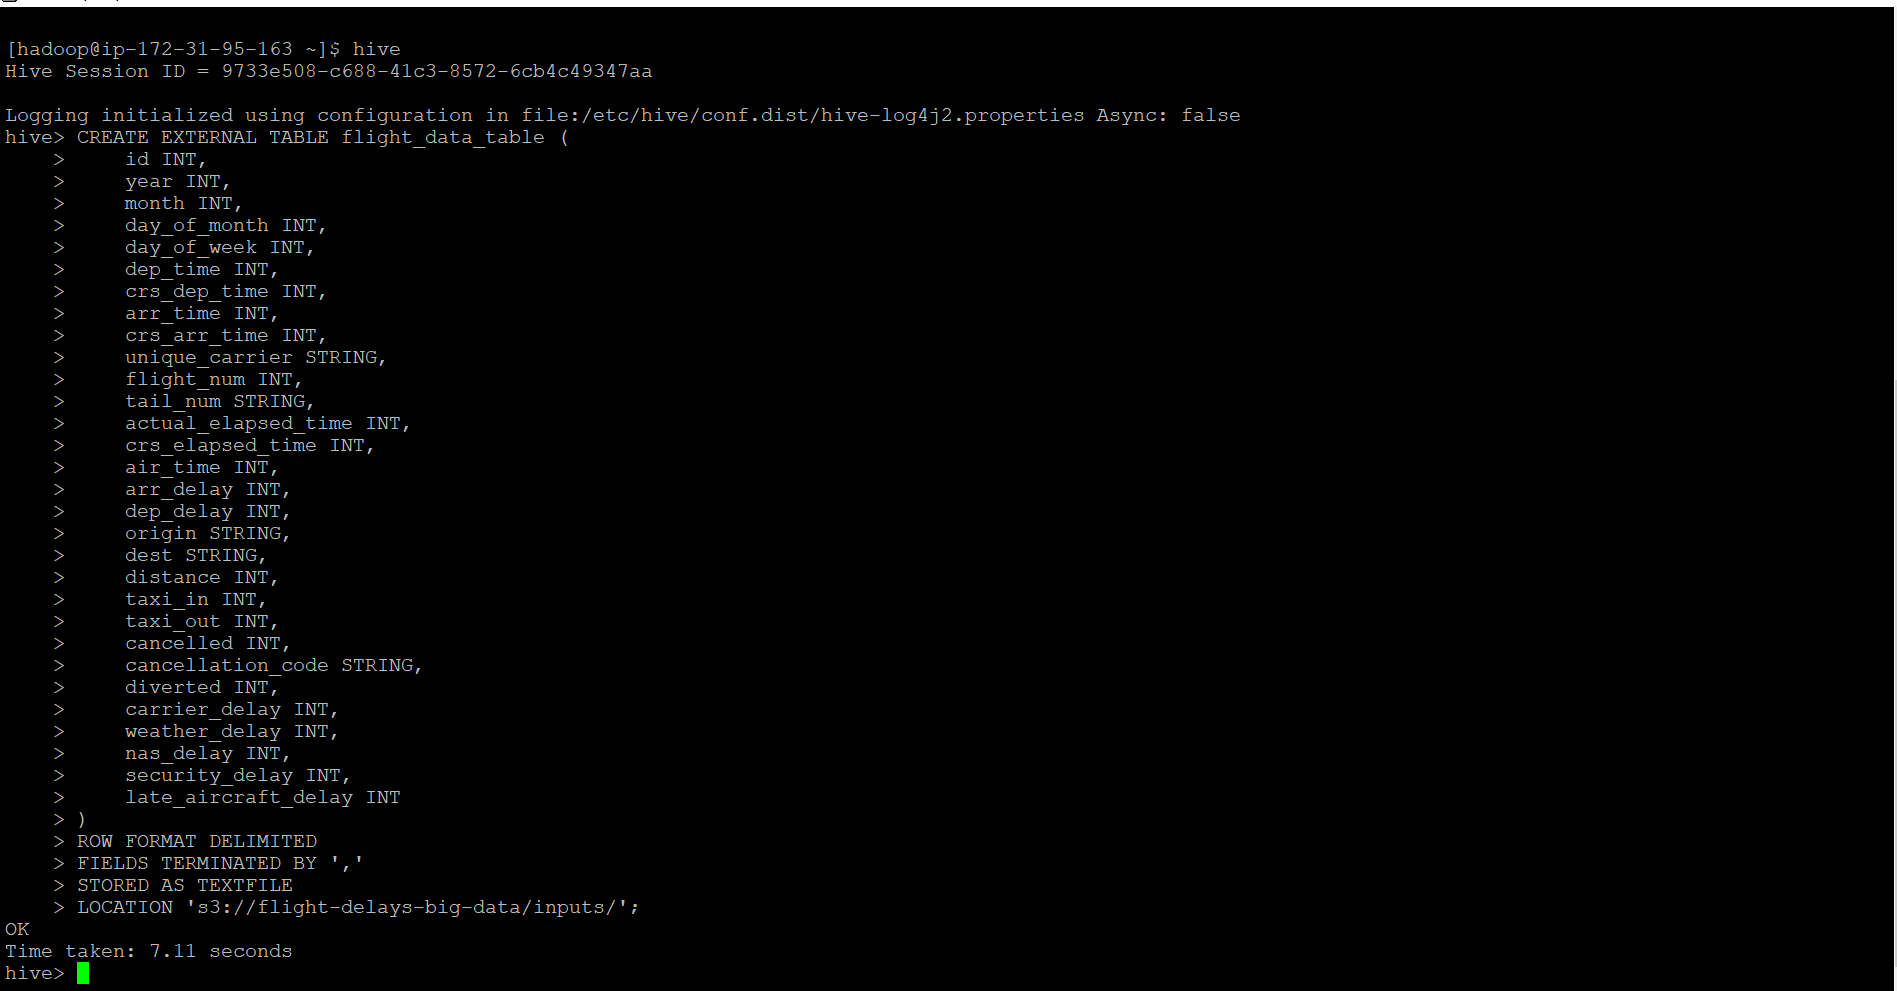 [hadoop@ip-172-31-95-163 ~]$ hive
Hive Session ID = 9733e508-c688-41c3-8572-6cb4c49347aa
Logging initialized using configuration in file:/etc/hive/conf.dist/hive-log4j2.properties Async: false
hive> CREATE EXTERNAL TABLE flight_data_table (
    >     id INT,
    >     year INT,
    >     month INT,
    >     day_of_month INT,
    >     day_of_week INT,
    >     dep_time INT,
    >     crs_dep_time INT,
    >     arr_time INT,
    >     crs_arr_time INT,
    >     unique_carrier STRING,
    >     flight_num INT,
    >     tail_num STRING,
    >     actual_elapsed_time INT,
    >     crs_elapsed_time INT,
    >     air_time INT,
    >     arr_delay INT,
    >     dep_delay INT,
    >     origin STRING,
    >     dest STRING,
    >     distance INT,
    >     taxi_in INT,
    >     taxi_out INT,
    >     cancelled INT,
    >     cancellation_code STRING,
    >     diverted INT,
    >     carrier_delay INT,
    >     weather_delay INT,
    >     nas_delay INT,
    >     security_delay INT,
    >     late_aircraft_delay INT
    > )
    > ROW FORMAT DELIMITED
    > FIELDS TERMINATED BY ','
    > STORED AS TEXTFILE
    > LOCATION 's3://flight-delays-big-data/inputs/';
OK
Time taken: 7.11 seconds
hive>